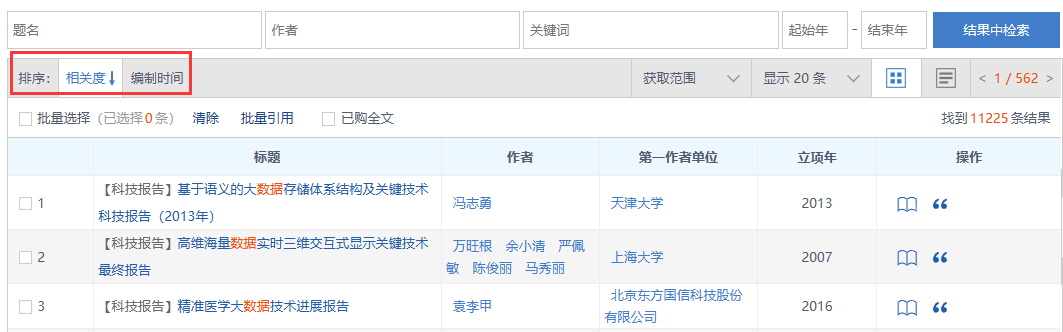 题名 作者 关键词 起始年 - 结束年 结果中检索
排序: 相关度↓ 编制时间 获取范围 显示 20 条 < 1 / 562 >
批量选择 (已选择0条) 清除 批量引用 已购全文 找到11225条结果
标题 作者 第一作者单位 立项年 操作
1 【科技报告】基于语义的大数据存储体系结构及关键技术
科技报告（2013年） 冯志勇 天津大学 2013
2 【科技报告】高维海量数据实时三维交互式显示关键技术
最终报告 万旺根 余小清 严佩
敏 陈俊丽 马秀丽 上海大学 2007
3 【科技报告】精准医学大数据技术进展报告 袁李甲 北京东方国信科技股份
有限公司 2016